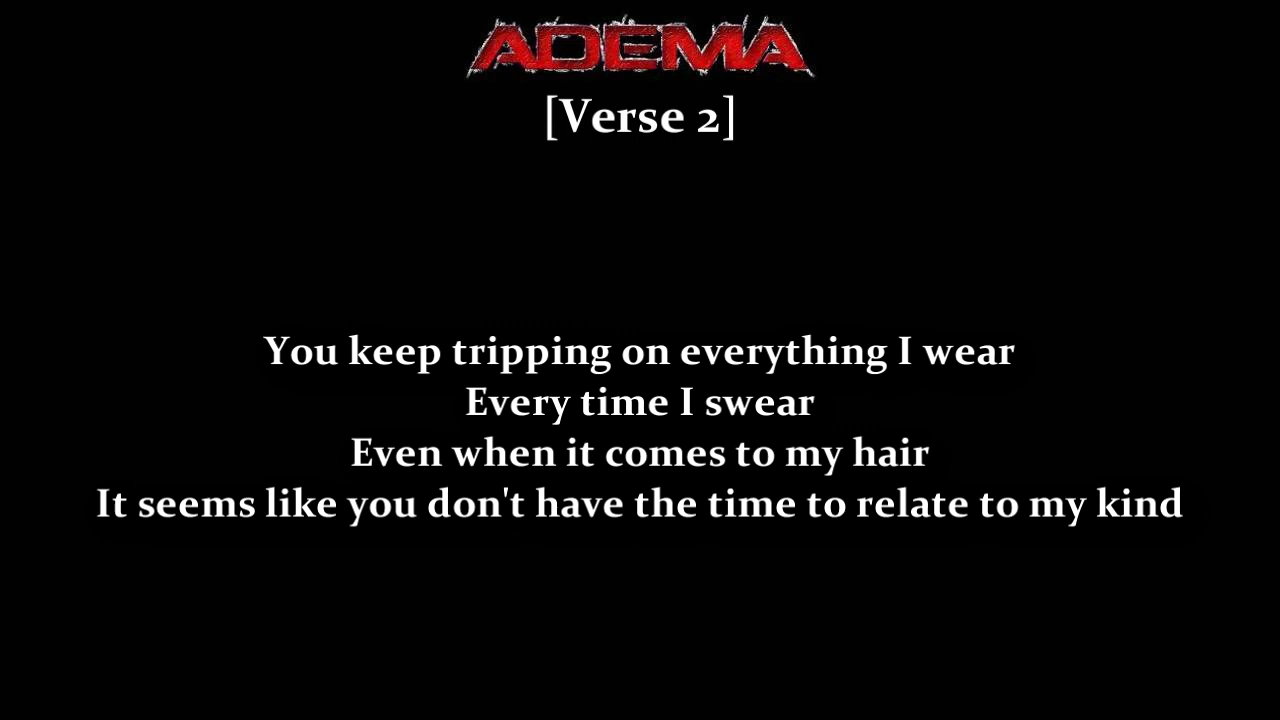 ADEMA
[Verse 2]
You keep tripping on everything I wear
Every time I swear
Even when it comes to my hair
It seems like you don't have the time to relate to my kind